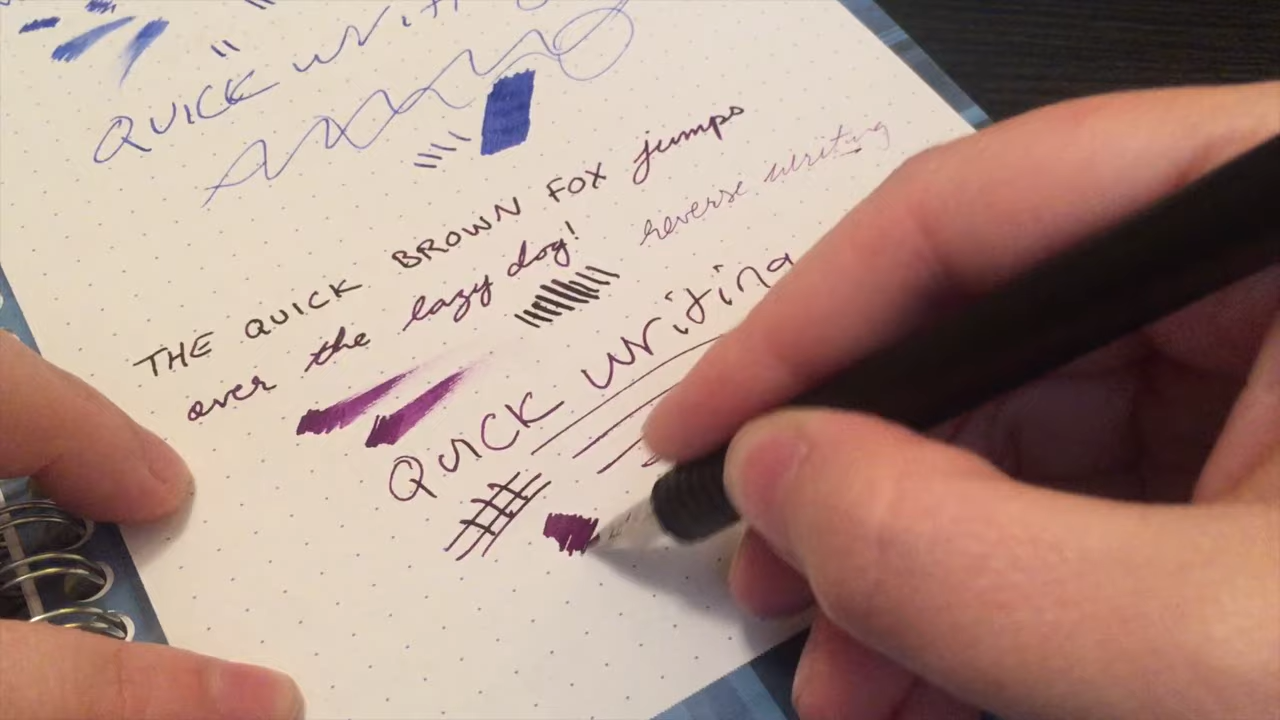 QUICK writing
THE QUICK BROWN FOX jumps
over the lazy dog!
reverse writing
QUICK writing